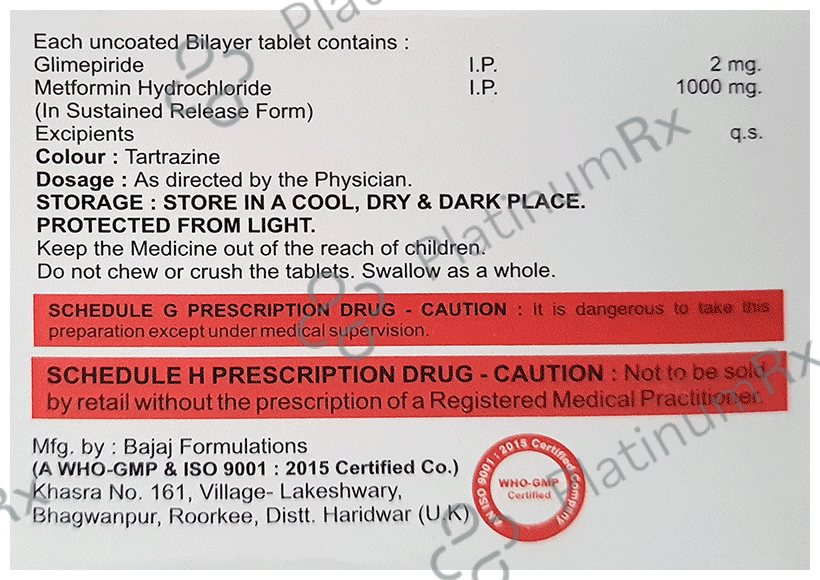 Each uncoated Bilayer tablet contains :
Glimepiride I.P. 2 mg.
Metformin Hydrochloride I.P. 1000 mg.
(In Sustained Release Form)
Excipients q.s.
Colour : Tartrazine
Dosage : As directed by the Physician.
STORAGE : STORE IN A COOL, DRY & DARK PLACE.
PROTECTED FROM LIGHT.
Keep the Medicine out of the reach of children.
Do not chew or crush the tablets. Swallow as a whole.
SCHEDULE G PRESCRIPTION DRUG - CAUTION : It is dangerous to take this
preparation except under medical supervision.
SCHEDULE H PRESCRIPTION DRUG - CAUTION : Not to be sold
by retail without the prescription of a Registered Medical Practitioner.
Mfg. by : Bajaj Formulations
(A WHO-GMP & ISO 9001 : 2015 Certified Co.)
Khasra No. 161, Village- Lakeshwary,
Bhagwanpur, Roorkee, Distt. Haridwar (U.K)
AN ISO 9001 : 2015 Certified Company
WHO-GMP
Certified
PlatinumRx
PlatinumRx
PlatinumRx
Rx